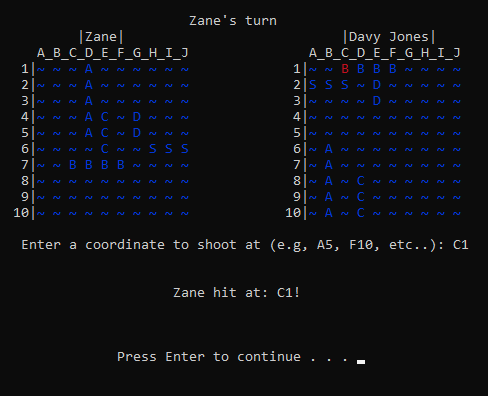 Zane's turn
|Zane| |Davy Jones|
A_B_C_D_E_F_G_H_I_J A_B_C_D_E_F_G_H_I_J
1|~ ~ ~ A ~ ~ ~ ~ ~ ~ 1|~ ~ B B B B ~ ~ ~ ~
2|~ ~ ~ A ~ ~ ~ ~ ~ ~ 2|S S S ~ D ~ ~ ~ ~ ~
3|~ ~ ~ A ~ ~ ~ ~ ~ ~ 3|~ ~ ~ ~ D ~ ~ ~ ~ ~
4|~ ~ ~ A C ~ D ~ ~ ~ 4|~ ~ ~ ~ ~ ~ ~ ~ ~ ~
5|~ ~ ~ A C ~ D ~ ~ ~ 5|~ ~ ~ ~ ~ ~ ~ ~ ~ ~
6|~ ~ ~ ~ C ~ ~ S S S 6|~ A ~ ~ ~ ~ ~ ~ ~ ~
7|~ ~ B B B B ~ ~ ~ ~ 7|~ A ~ ~ ~ ~ ~ ~ ~ ~
8|~ ~ ~ ~ ~ ~ ~ ~ ~ ~ 8|~ A ~ C ~ ~ ~ ~ ~ ~
9|~ ~ ~ ~ ~ ~ ~ ~ ~ ~ 9|~ A ~ C ~ ~ ~ ~ ~ ~
10|~ ~ ~ ~ ~ ~ ~ ~ ~ ~ 10|~ A ~ C ~ ~ ~ ~ ~ ~
Enter a coordinate to shoot at (e.g, A5, F10, etc..): C1
Zane hit at: C1!
Press Enter to continue . . .